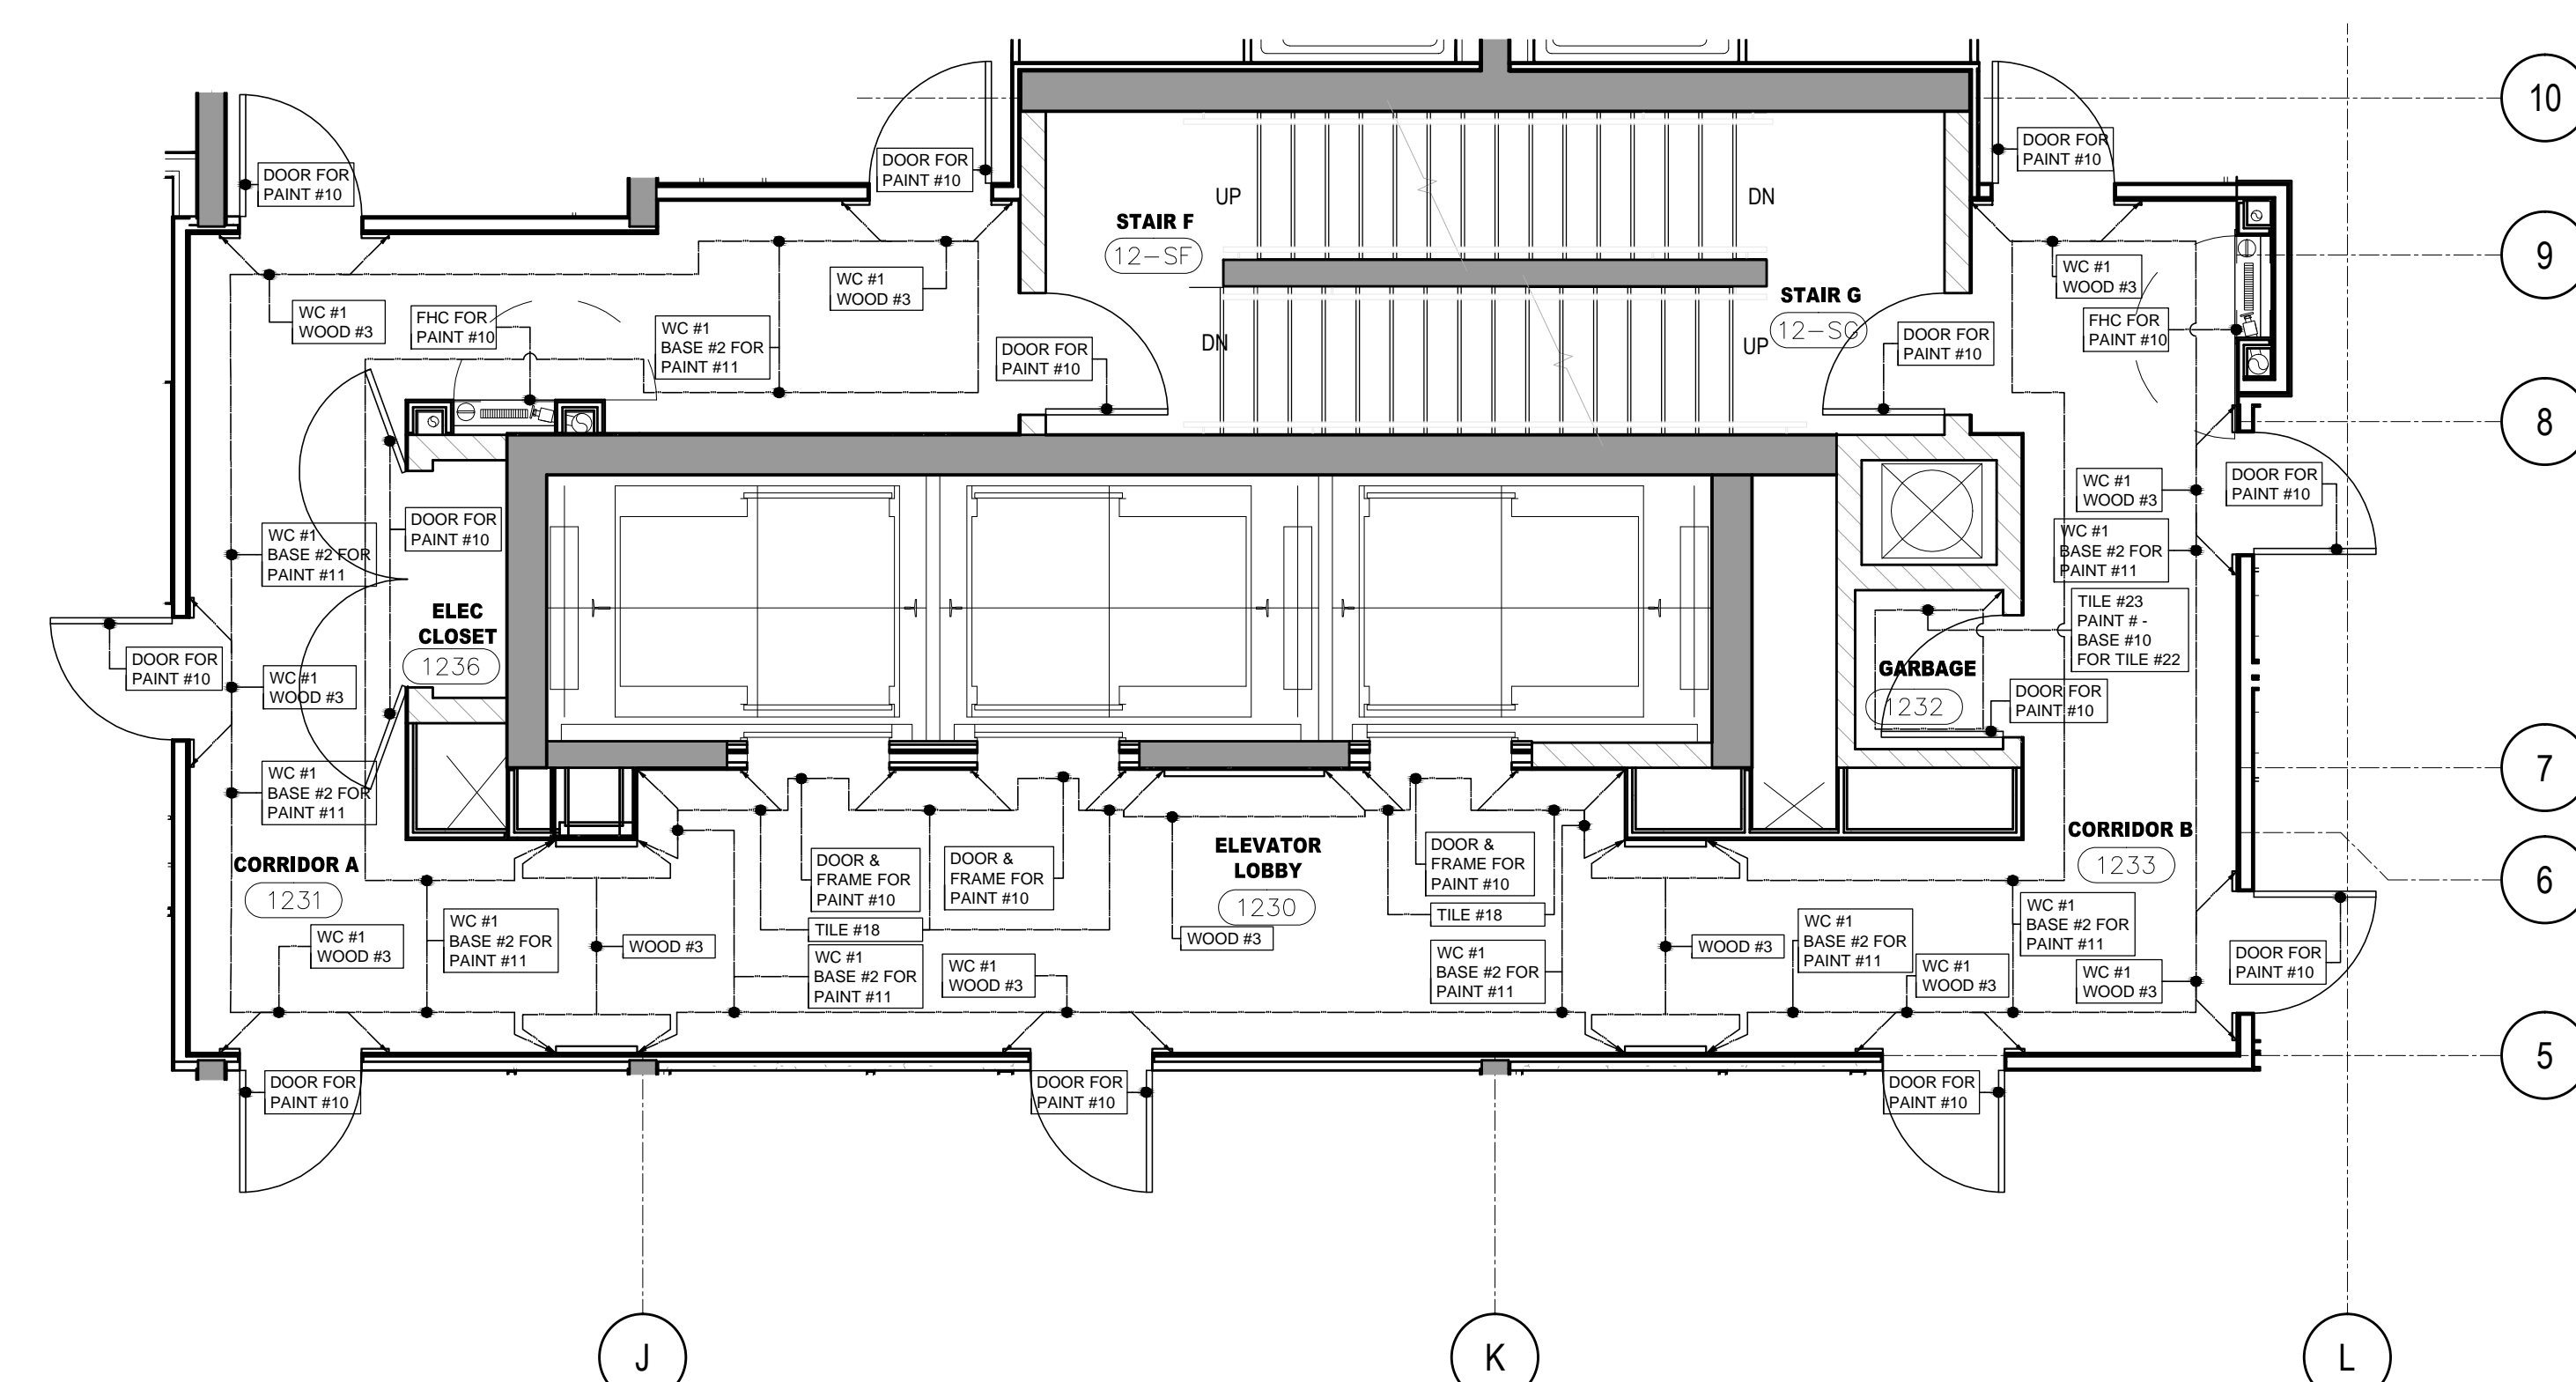 10
DOOR FOR
PAINT #10
DOOR FOR
PAINT #10
DOOR FOR
PAINT #10
UP
DN
STAIR F
12-SF
9
WC #1
WOOD #3
WC #1
WOOD #3
WC #1
WOOD #3
FHC FOR
PAINT #10
WC #1
BASE #2 FOR
PAINT #11
STAIR G
12-SG
DN
UP
DOOR FOR
PAINT #10
DOOR FOR
PAINT #10
FHC FOR
PAINT #10
8
DOOR FOR
PAINT #10
WC #1
WOOD #3
DOOR FOR
PAINT #10
WC #1
BASE #2 FOR
PAINT #11
WC #1
BASE #2 FOR
PAINT #11
ELEC
CLOSET
1236
TILE #23
PAINT # -
BASE #10
FOR TILE #22
DOOR FOR
PAINT #10
WC #1
WOOD #3
GARBAGE
1232
DOOR FOR
PAINT #10
WC #1
BASE #2 FOR
PAINT #11
7
CORRIDOR A
1231
DOOR &
FRAME FOR
PAINT #10
DOOR &
FRAME FOR
PAINT #10
ELEVATOR
LOBBY
1230
DOOR &
FRAME FOR
PAINT #10
CORRIDOR B
1233
6
WC #1
WOOD #3
WC #1
BASE #2 FOR
PAINT #11
WOOD #3
TILE #18
WC #1
BASE #2 FOR
PAINT #11
WC #1
WOOD #3
WOOD #3
TILE #18
WC #1
BASE #2 FOR
PAINT #11
WOOD #3
WC #1
BASE #2 FOR
PAINT #11
WC #1
WOOD #3
WC #1
BASE #2 FOR
PAINT #11
WC #1
WOOD #3
DOOR FOR
PAINT #10
5
DOOR FOR
PAINT #10
DOOR FOR
PAINT #10
DOOR FOR
PAINT #10
J
K
L